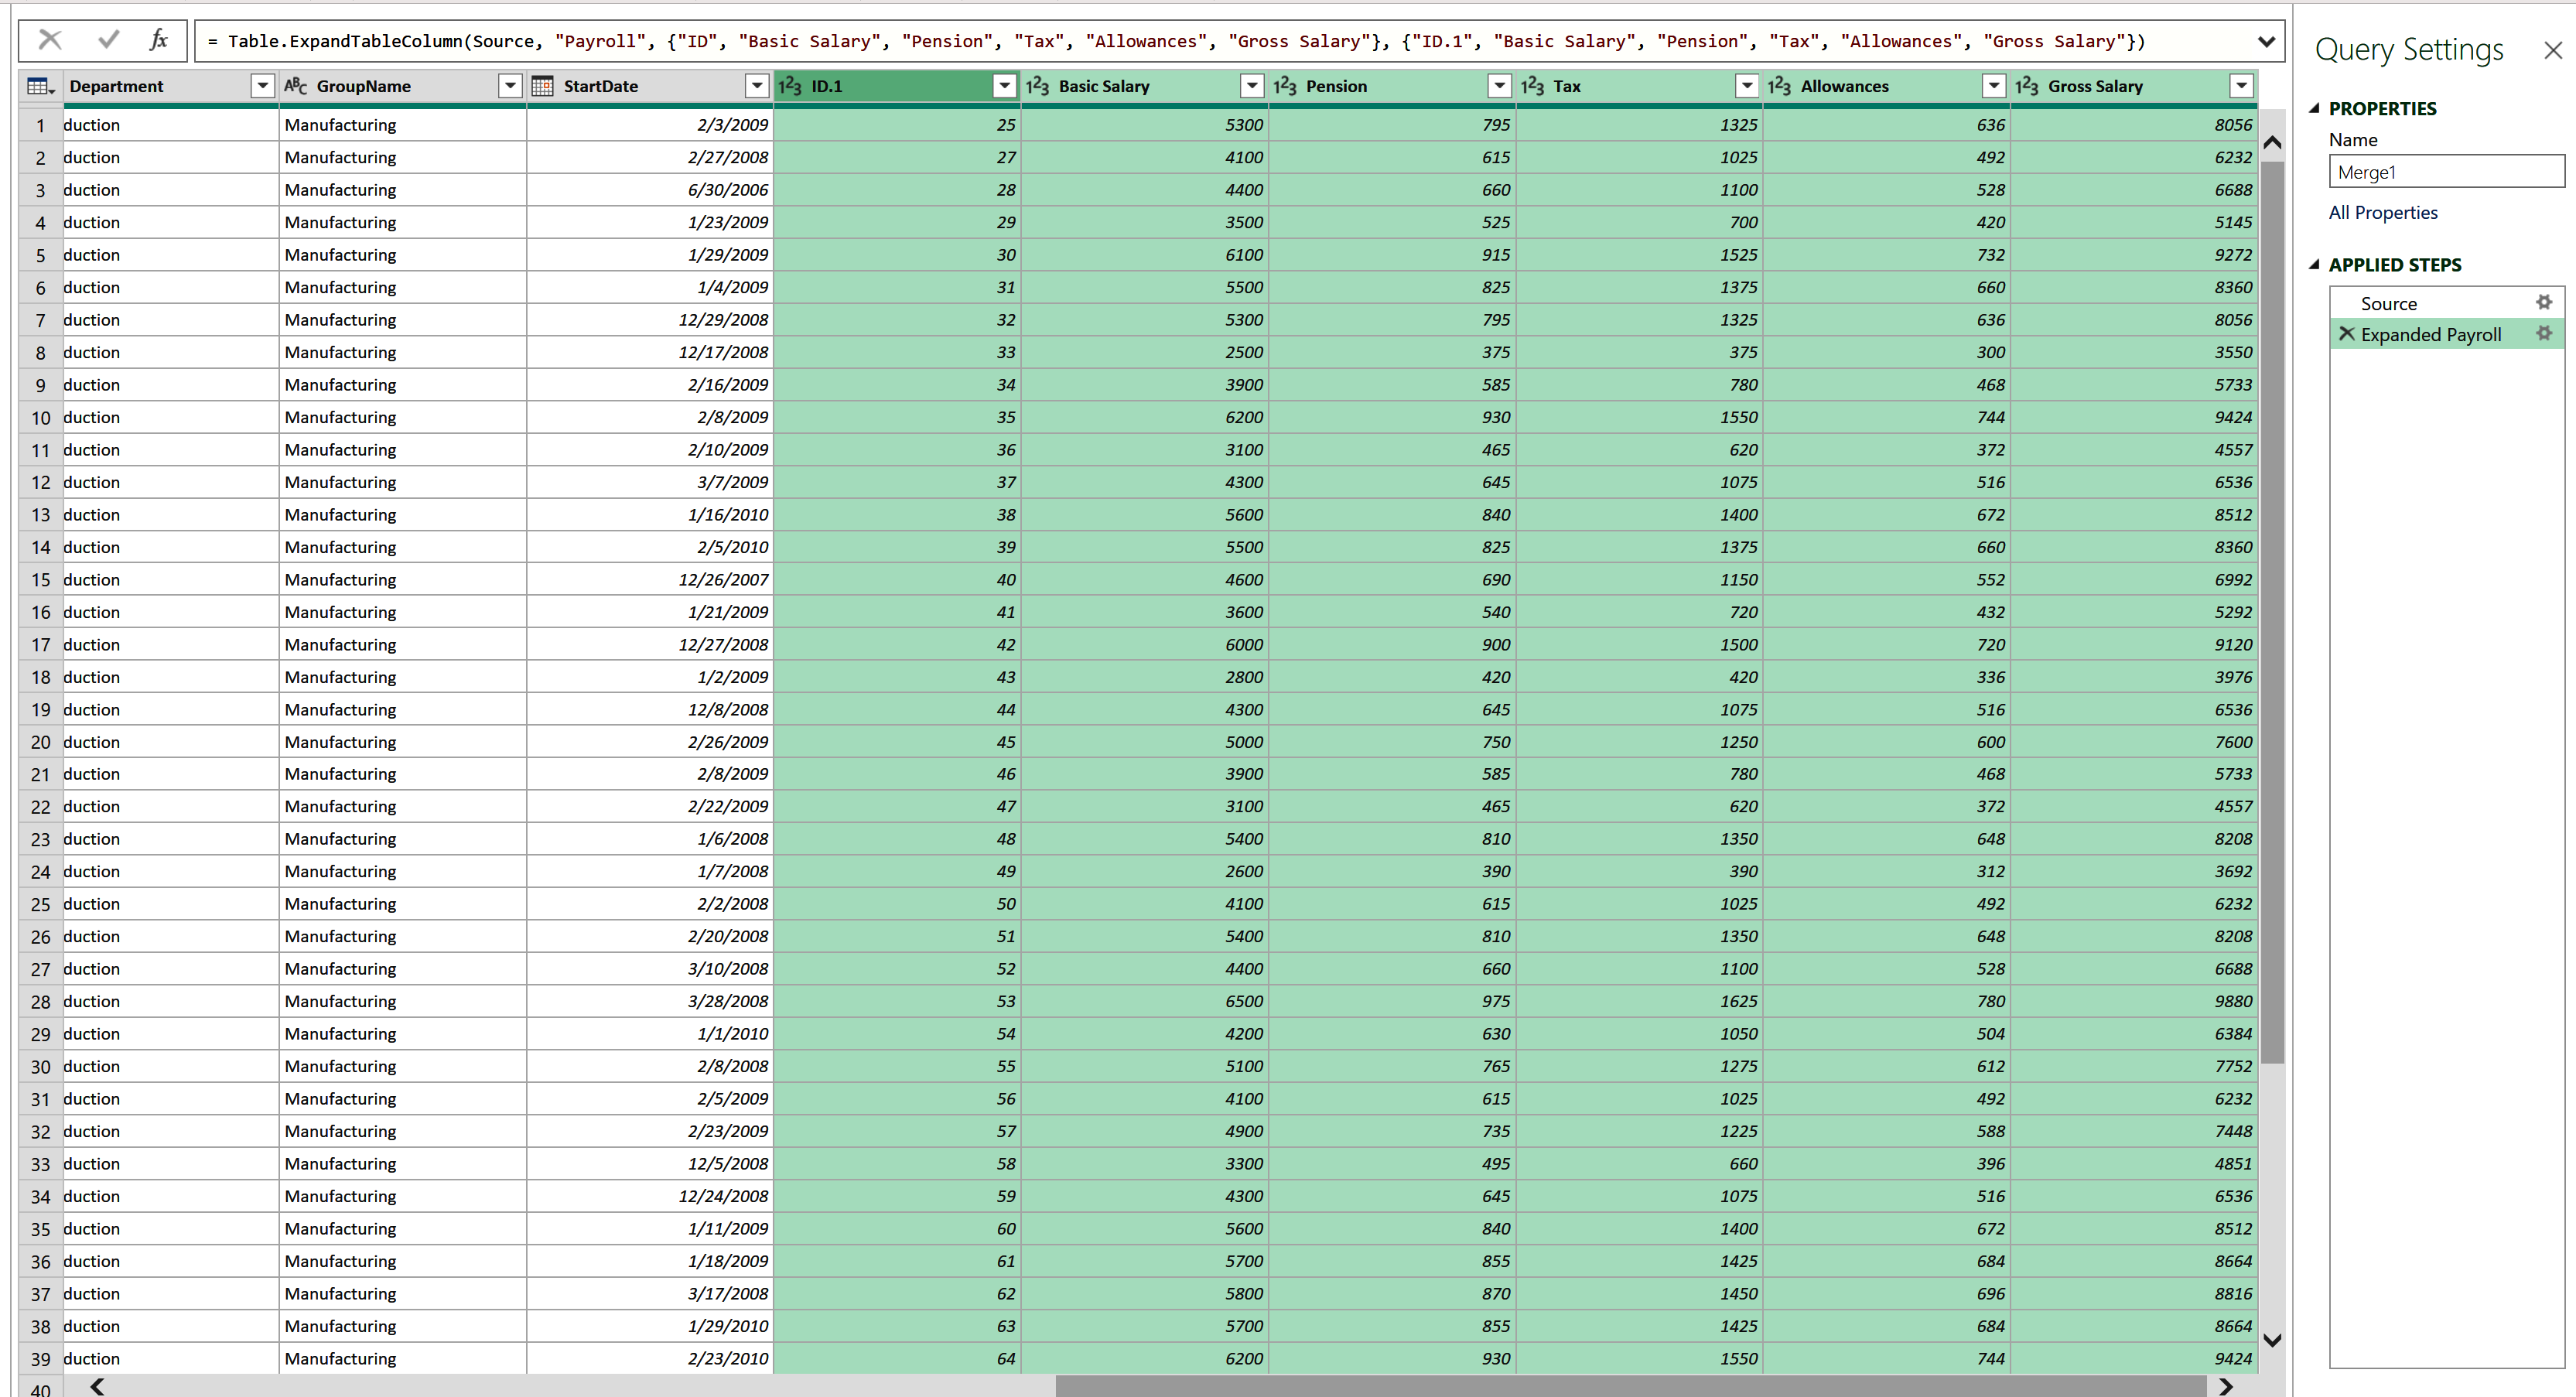 fx = Table.ExpandTableColumn(Source, "Payroll", {"ID", "Basic Salary", "Pension", "Tax", "Allowances", "Gross Salary"}, {"ID.1", "Basic Salary", "Pension", "Tax", "Allowances", "Gross Salary"})
Department ABC GroupName StartDate 123 ID.1 123 Basic Salary 123 Pension 123 Tax 123 Allowances 123 Gross Salary
1 duction Manufacturing 2/3/2009 25 5300 795 1325 636 8056
2 duction Manufacturing 2/27/2008 27 4100 615 1025 492 6232
3 duction Manufacturing 6/30/2006 28 4400 660 1100 528 6688
4 duction Manufacturing 1/23/2009 29 3500 525 700 420 5145
5 duction Manufacturing 1/29/2009 30 6100 915 1525 732 9272
6 duction Manufacturing 1/4/2009 31 5500 825 1375 660 8360
7 duction Manufacturing 12/29/2008 32 5300 795 1325 636 8056
8 duction Manufacturing 12/17/2008 33 2500 375 375 300 3550
9 duction Manufacturing 2/16/2009 34 3900 585 780 468 5733
10 duction Manufacturing 2/8/2009 35 6200 930 1550 744 9424
11 duction Manufacturing 2/10/2009 36 3100 465 620 372 4557
12 duction Manufacturing 3/7/2009 37 4300 645 1075 516 6536
13 duction Manufacturing 1/16/2010 38 5600 840 1400 672 8512
14 duction Manufacturing 2/5/2010 39 5500 825 1375 660 8360
15 duction Manufacturing 12/26/2007 40 4600 690 1150 552 6992
16 duction Manufacturing 1/21/2009 41 3600 540 720 432 5292
17 duction Manufacturing 12/27/2008 42 6000 900 1500 720 9120
18 duction Manufacturing 1/2/2009 43 2800 420 420 336 3976
19 duction Manufacturing 12/8/2008 44 4300 645 1075 516 6536
20 duction Manufacturing 2/26/2009 45 5000 750 1250 600 7600
21 duction Manufacturing 2/8/2009 46 3900 585 780 468 5733
22 duction Manufacturing 2/22/2009 47 3100 465 620 372 4557
23 duction Manufacturing 1/6/2008 48 5400 810 1350 648 8208
24 duction Manufacturing 1/7/2008 49 2600 390 390 312 3692
25 duction Manufacturing 2/2/2008 50 4100 615 1025 492 6232
26 duction Manufacturing 2/20/2008 51 5400 810 1350 648 8208
27 duction Manufacturing 3/10/2008 52 4400 660 1100 528 6688
28 duction Manufacturing 3/28/2008 53 6500 975 1625 780 9880
29 duction Manufacturing 1/1/2010 54 4200 630 1050 504 6384
30 duction Manufacturing 2/8/2008 55 5100 765 1275 612 7752
31 duction Manufacturing 2/5/2009 56 4100 615 1025 492 6232
32 duction Manufacturing 2/23/2009 57 4900 735 1225 588 7448
33 duction Manufacturing 12/5/2008 58 3300 495 660 396 4851
34 duction Manufacturing 12/24/2008 59 4300 645 1075 516 6536
35 duction Manufacturing 1/11/2009 60 5600 840 1400 672 8512
36 duction Manufacturing 1/18/2009 61 5700 855 1425 684 8664
37 duction Manufacturing 3/17/2008 62 5800 870 1450 696 8816
38 duction Manufacturing 1/29/2010 63 5700 855 1425 684 8664
39 duction Manufacturing 2/23/2010 64 6200 930 1550 744 9424
40
Query Settings
PROPERTIES
Name
Merge1
All Properties
APPLIED STEPS
Source
Expanded Payroll